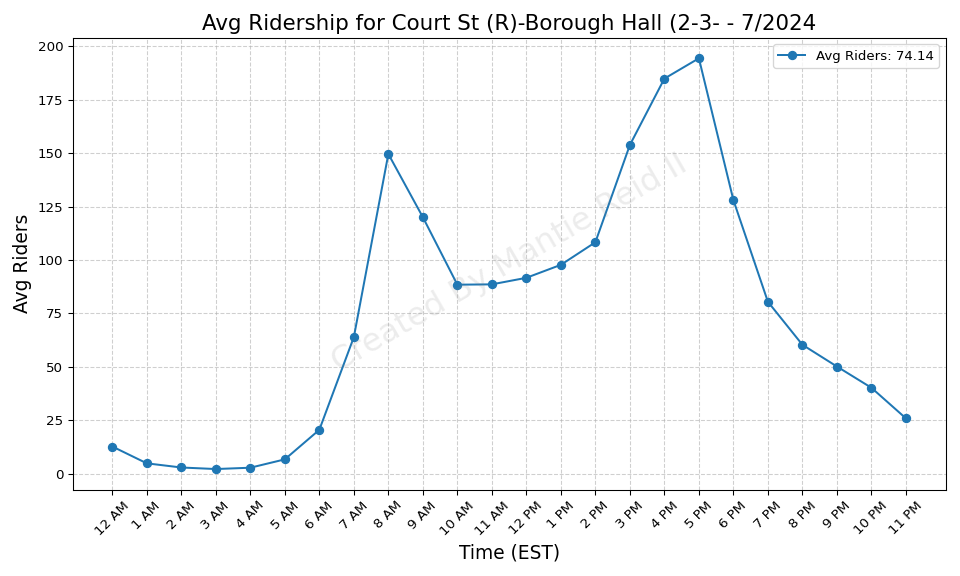 Avg Ridership for Court St (R)-Borough Hall (2-3- - 7/2024
Avg Riders: 74.14
200
175
150
125
100
75
50
25
0
Avg Riders
Created By Mantle Reid II
12 AM
1 AM
2 AM
3 AM
4 AM
5 AM
6 AM
7 AM
8 AM
9 AM
10 AM
11 AM
12 PM
1 PM
2 PM
3 PM
4 PM
5 PM
6 PM
7 PM
8 PM
9 PM
10 PM
11 PM
Time (EST)